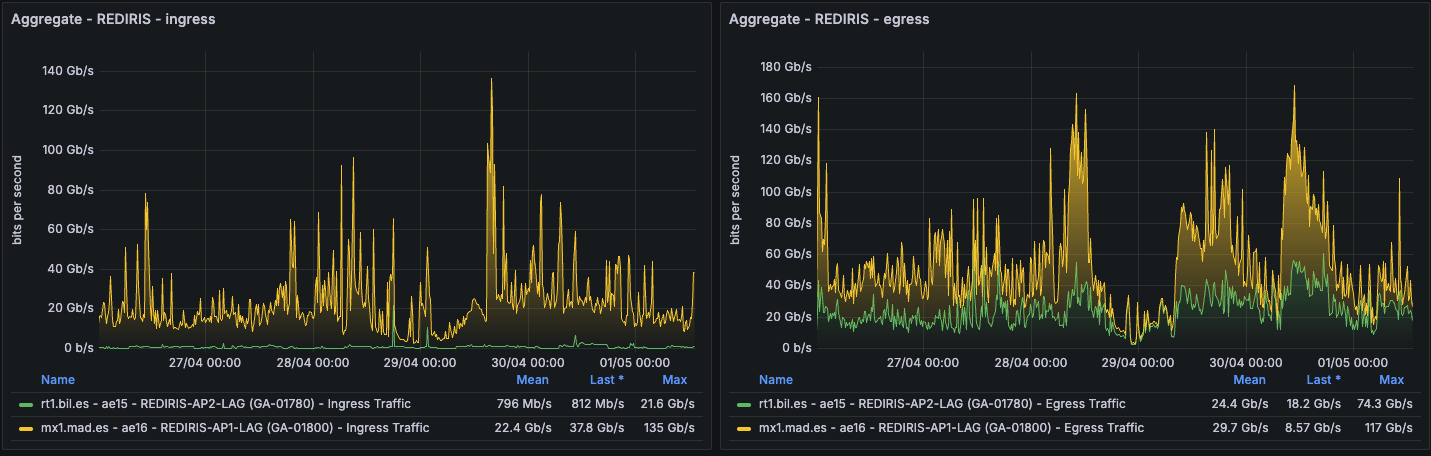 Aggregate - REDIRIS - ingress
140 Gb/s
120 Gb/s
100 Gb/s
80 Gb/s
60 Gb/s
40 Gb/s
20 Gb/s
0 b/s
bits per second
27/04 00:00 28/04 00:00 29/04 00:00 30/04 00:00 01/05 00:00
Name Mean Last * Max
rt1.bil.es - ae15 - REDIRIS-AP2-LAG (GA-01780) - Ingress Traffic 796 Mb/s 812 Mb/s 21.6 Gb/s
mx1.mad.es - ae16 - REDIRIS-AP1-LAG (GA-01800) - Ingress Traffic 22.4 Gb/s 37.8 Gb/s 135 Gb/s
Aggregate - REDIRIS - egress
180 Gb/s
160 Gb/s
140 Gb/s
120 Gb/s
100 Gb/s
80 Gb/s
60 Gb/s
40 Gb/s
20 Gb/s
0 b/s
bits per second
27/04 00:00 28/04 00:00 29/04 00:00 30/04 00:00 01/05 00:00
Name Mean Last * Max
rt1.bil.es - ae15 - REDIRIS-AP2-LAG (GA-01780) - Egress Traffic 24.4 Gb/s 18.2 Gb/s 74.3 Gb/s
mx1.mad.es - ae16 - REDIRIS-AP1-LAG (GA-01800) - Egress Traffic 29.7 Gb/s 8.57 Gb/s 117 Gb/s